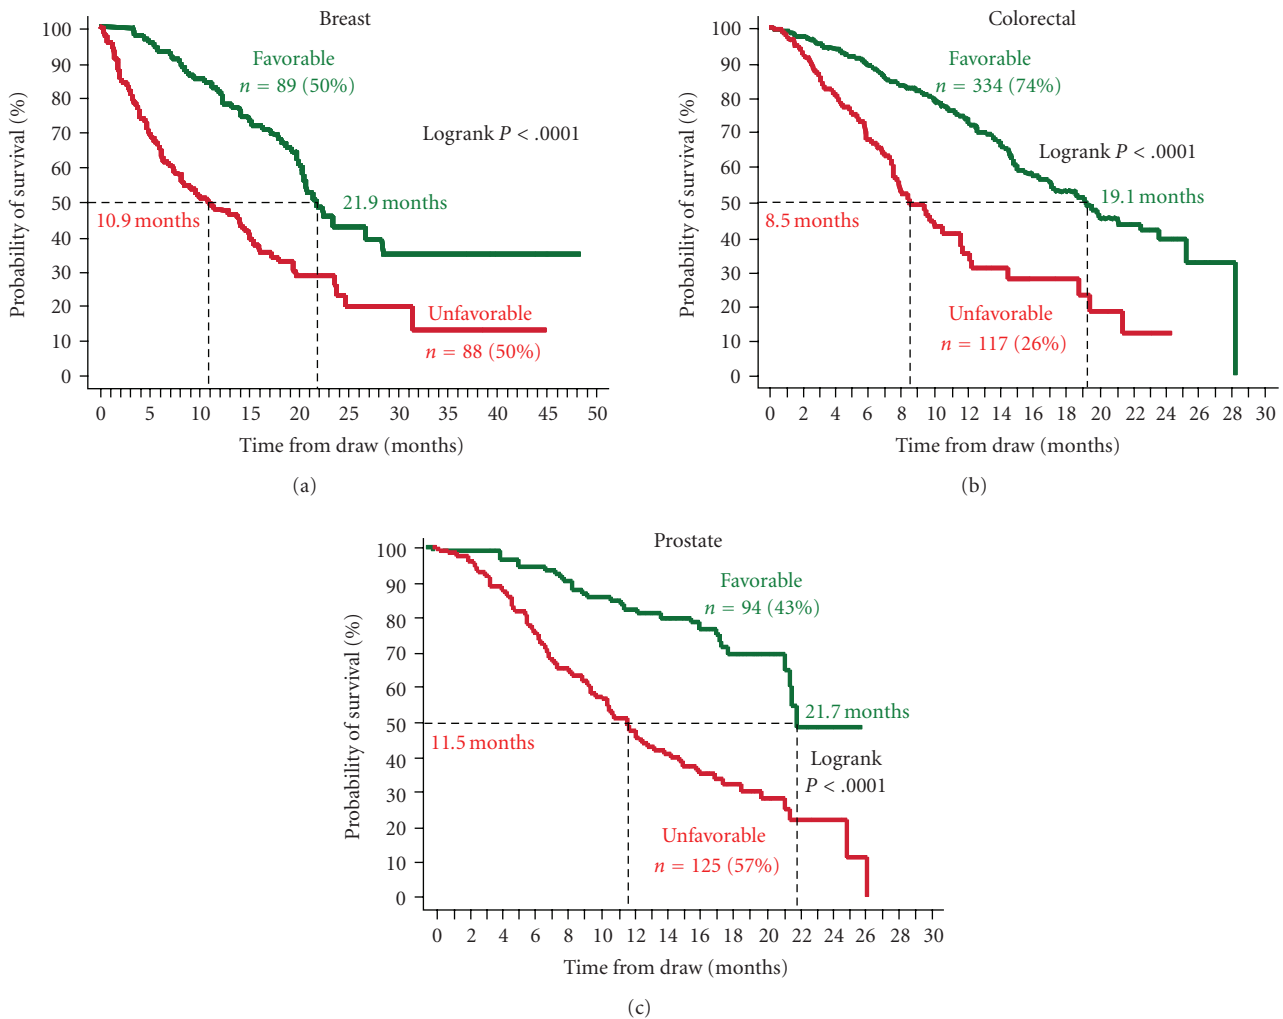 Breast
Probability of survival (%)
100
90
80
70
60
50
40
30
20
10
0
Favorable
n = 89 (50%)
Logrank P < .0001
21.9 months
10.9 months
Unfavorable
n = 88 (50%)
0 5 10 15 20 25 30 35 40 45 50
Time from draw (months)
(a)
Colorectal
Probability of survival (%)
100
90
80
70
60
50
40
30
20
10
0
Favorable
n = 334 (74%)
Logrank P < .0001
19.1 months
8.5 months
Unfavorable
n = 117 (26%)
0 2 4 6 8 10 12 14 16 18 20 22 24 26 28 30
Time from draw (months)
(b)
Prostate
Probability of survival (%)
100
90
80
70
60
50
40
30
20
10
0
Favorable
n = 94 (43%)
21.7 months
11.5 months
Logrank
P < .0001
Unfavorable
n = 125 (57%)
0 2 4 6 8 10 12 14 16 18 20 22 24 26 28 30
Time from draw (months)
(c)